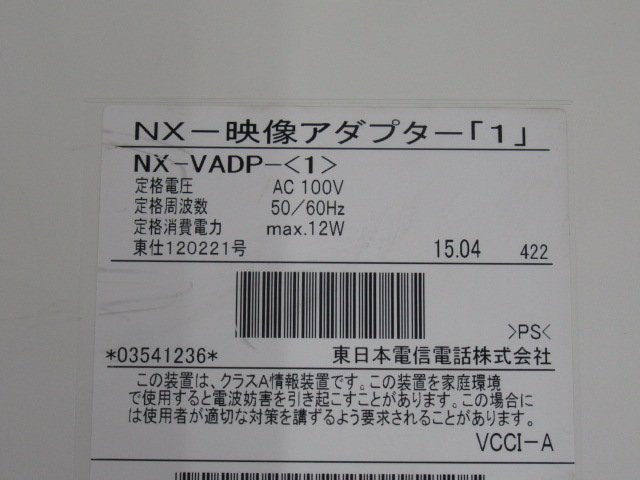 NXー映像アダプター「1」
NX-VADP-<1>
定格電圧 AC 100V
定格周波数 50／60Hz
定格消費電力 max.12W
東仕120221号 15.04 422
>PS<
*03541236* 東日本電信電話株式会社
この装置は、クラスA情報装置です。この装置を家庭環境
で使用すると電波妨害を引き起こすことがあります。この場合に
は使用者が適切な対策を講ずるよう要求されることがあります。
VCCI-A